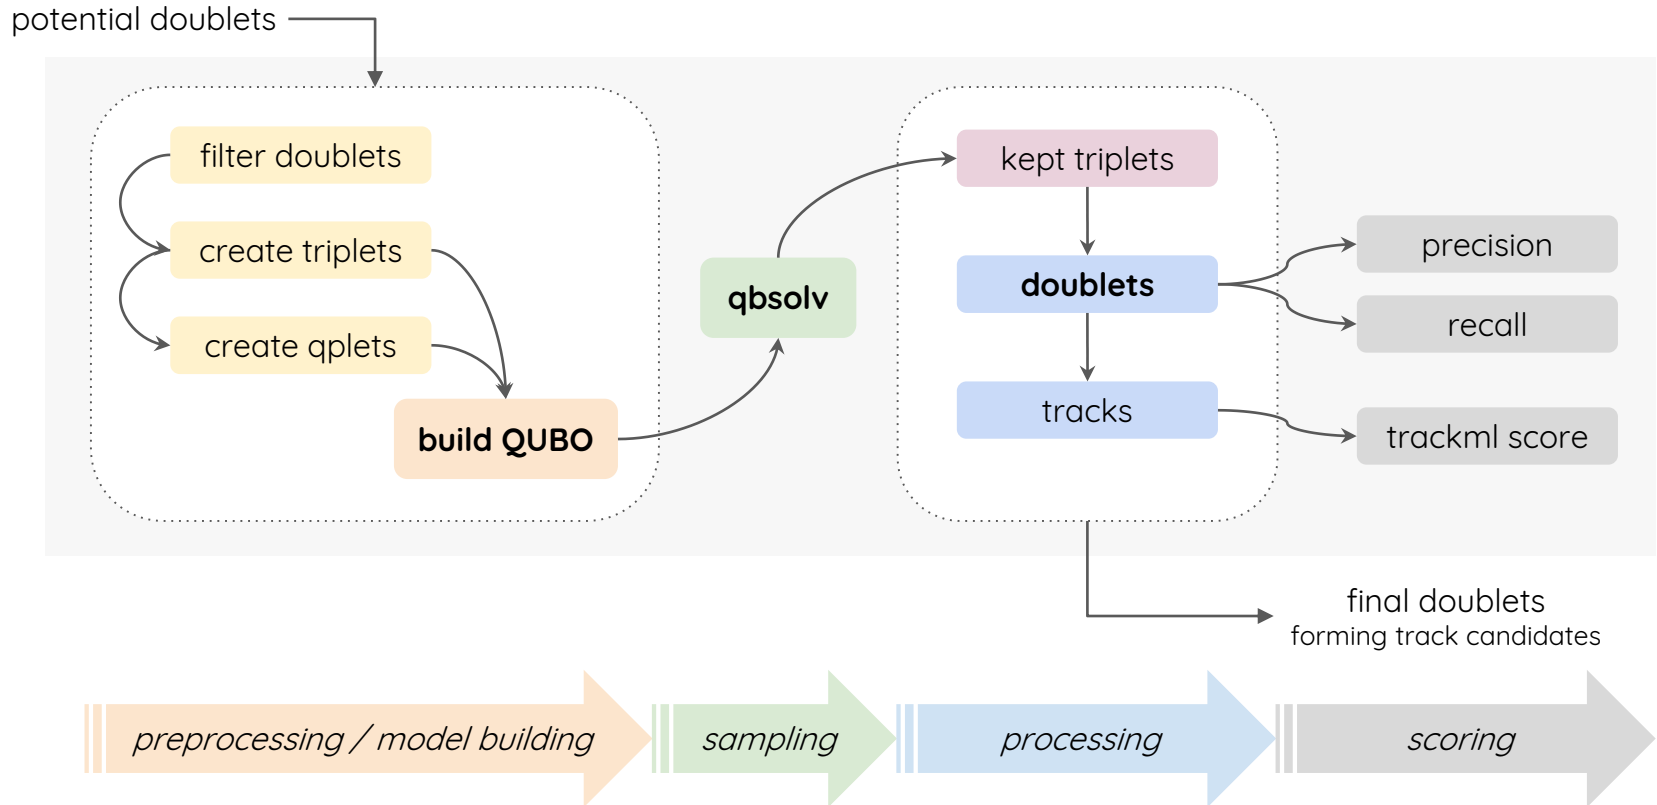 potential doublets
filter doublets
create triplets
create qplets
build QUBO
qbsolv
kept triplets
doublets
tracks
precision
recall
trackml score
final doublets
forming track candidates
preprocessing / model building
sampling
processing
scoring